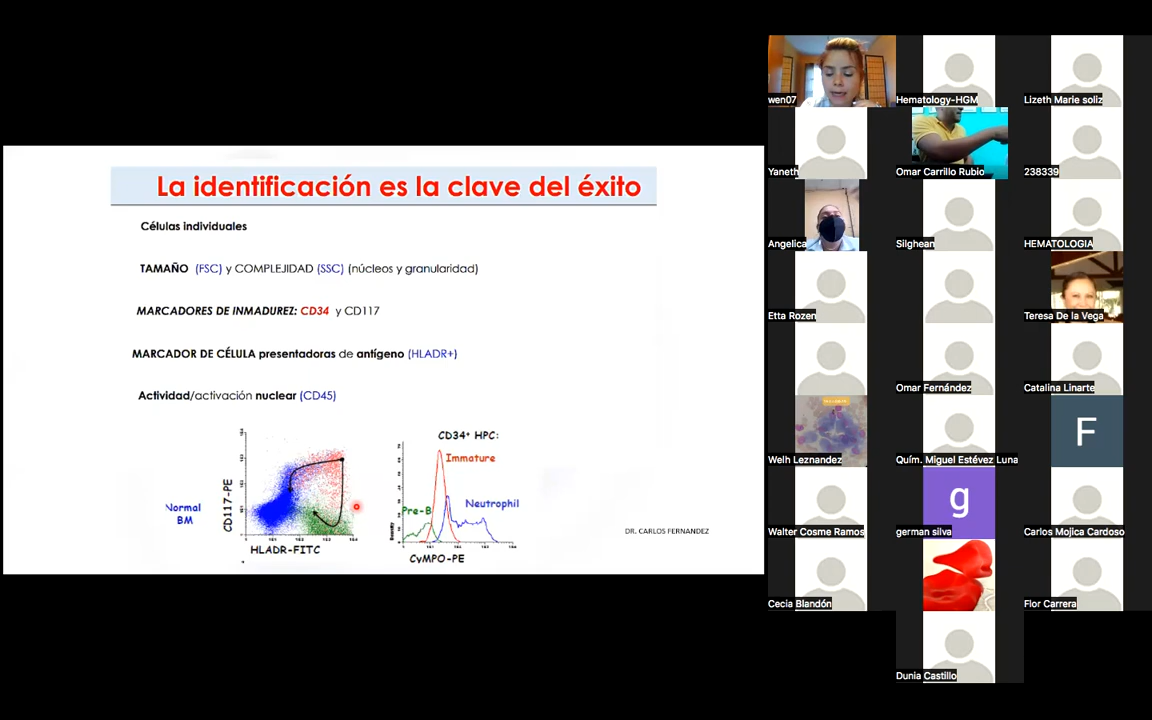 La identificación es la clave del éxito
Células individuales
TAMAÑO (FSC) y COMPLEJIDAD (SSC) (núcleos y granularidad)
MARCADORES DE INMADUREZ: CD34 y CD117
MARCADOR DE CÉLULA presentadoras de antígeno (HLADR+)
Actividad/activación nuclear (CD45)
Normal
BM
CD117-PE
HLADR-FITC
CD34+ HPC:
Immature
Pre-B
Neutrophil
CyMPO-PE
DR. CARLOS FERNANDEZ
wen07
Hematology-HGM
Lizeth Marie soliz
Yaneth
Omar Carrillo Rubio
238339
Angelica
Silghean
HEMATOLOGIA
Etta Rozen
Teresa De la Vega
Omar Fernández
Catalina Linarte
Welh Leznandez
Quím. Miguel Estévez Luna
F
Walter Cosme Ramos
g
german silva
Carlos Mojica Cardoso
Cecia Blandón
Flor Carrera
Dunia Castillo